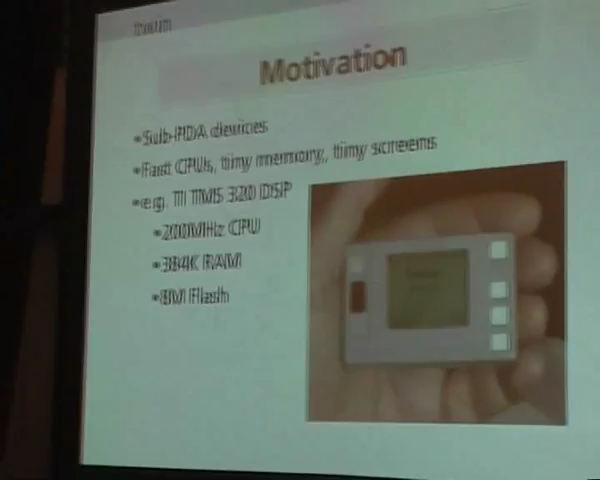 Motivation
•Sub-PDA devices
•Fast CPUs, tiny memory, tiny screens
•e.g. TI TMS 320 DSP
•200MHz CPU
•384K RAM
•8M Flash